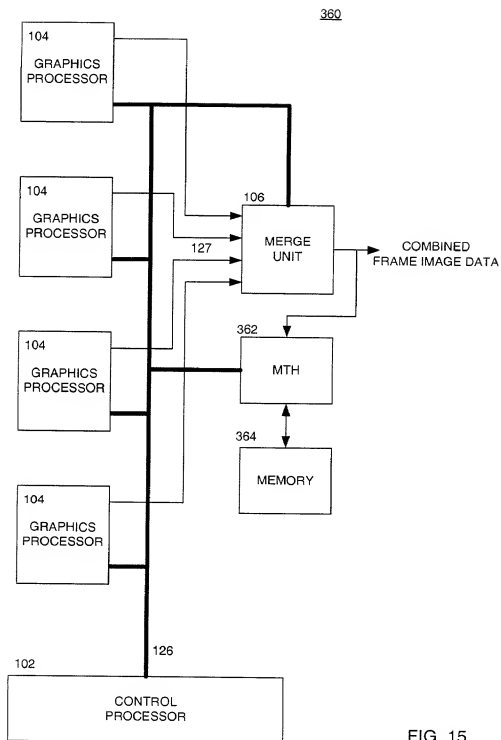 360
104
GRAPHICS
PROCESSOR
104
GRAPHICS
PROCESSOR
127
106
MERGE
UNIT
COMBINED
FRAME IMAGE DATA
104
GRAPHICS
PROCESSOR
362
MTH
364
MEMORY
104
GRAPHICS
PROCESSOR
126
102
CONTROL
PROCESSOR
FIG. 15